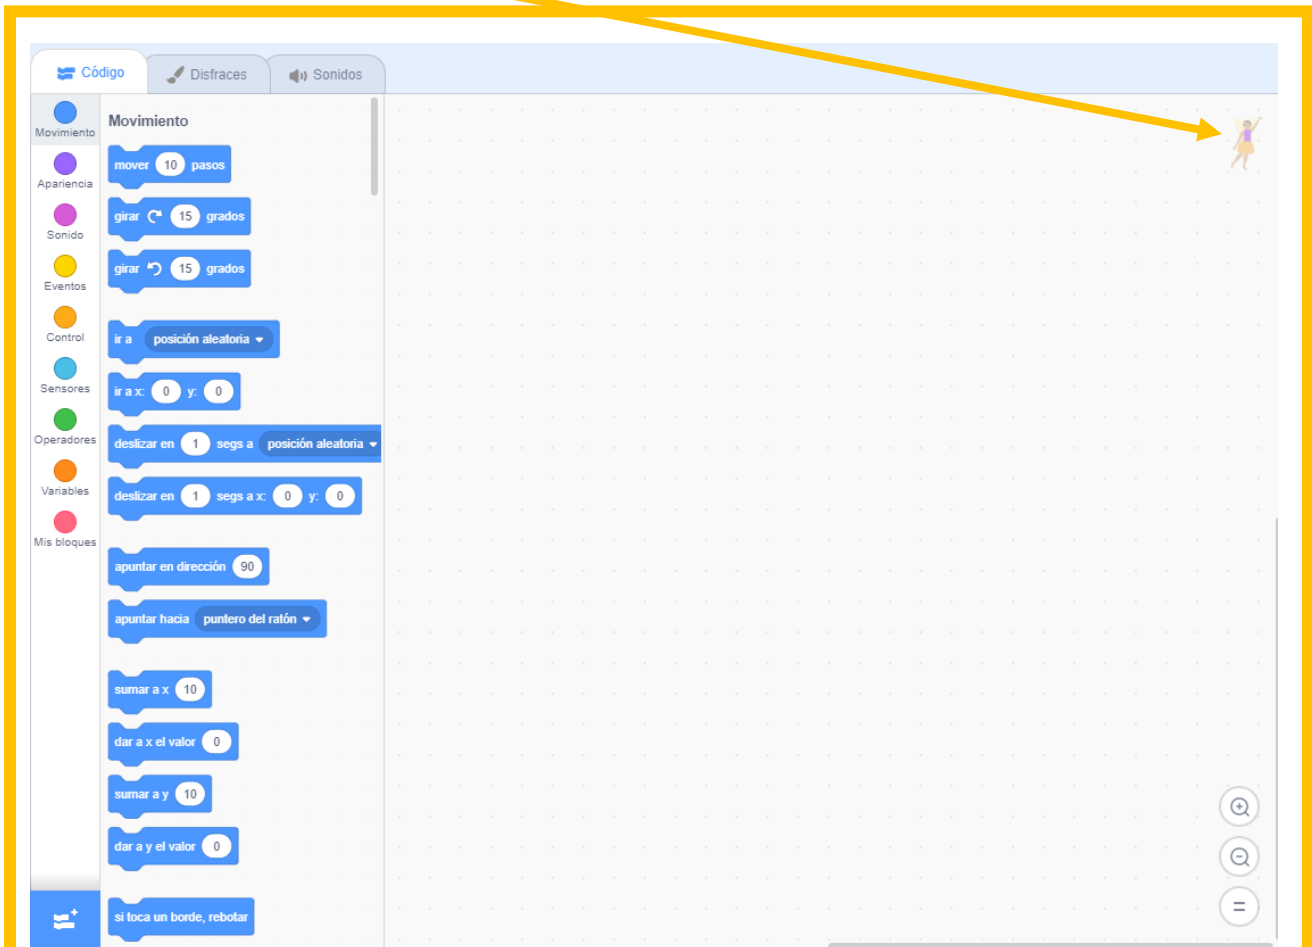 Código
Disfraces
Sonidos
Movimiento
Apariencia
Sonido
Eventos
Control
Sensores
Operadores
Variables
Mis bloques
Movimiento
mover 10 pasos
girar 15 grados
girar 15 grados
ir a posición aleatoria
ir a x: 0 y: 0
deslizar en 1 segs a posición aleatoria
deslizar en 1 segs a x: 0 y: 0
apuntar en dirección 90
apuntar hacia puntero del ratón
sumar a x 10
dar a x el valor 0
sumar a y 10
dar a y el valor 0
si toca un borde, rebotar